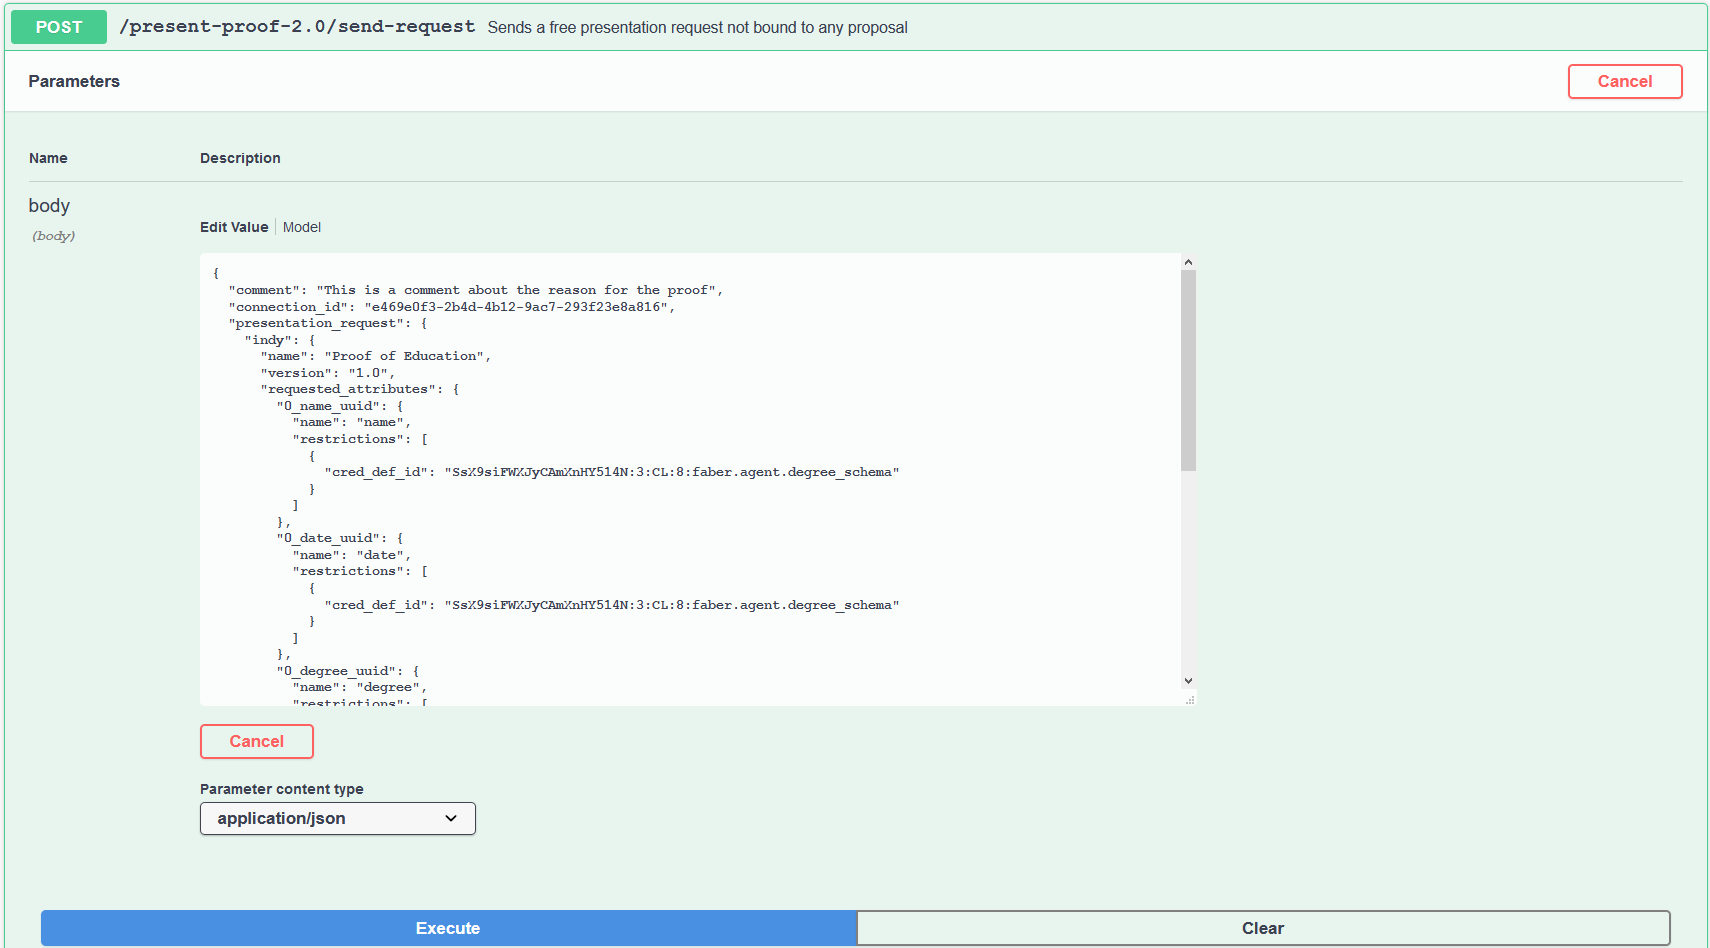 POST /present-proof-2.0/send-request Sends a free presentation request not bound to any proposal
Parameters
Cancel
Name Description
body
(body)
Edit Value Model
{
"comment": "This is a comment about the reason for the proof",
"connection_id": "e469e0f3-2b4d-4b12-9ac7-293f23e8a816",
"presentation_request": {
"indy": {
"name": "Proof of Education",
"version": "1.0",
"requested_attributes": {
"0_name_uuid": {
"name": "name",
"restrictions": [
{
"cred_def_id": "SsX9siFWXJyCAmXnHY514N:3:CL:8:faber.agent.degree_schema"
}
]
},
"0_date_uuid": {
"name": "date",
"restrictions": [
{
"cred_def_id": "SsX9siFWXJyCAmXnHY514N:3:CL:8:faber.agent.degree_schema"
}
]
},
"0_degree_uuid": {
"name": "degree",
"restrictions": [
Cancel
Parameter content type
application/json
Execute
Clear